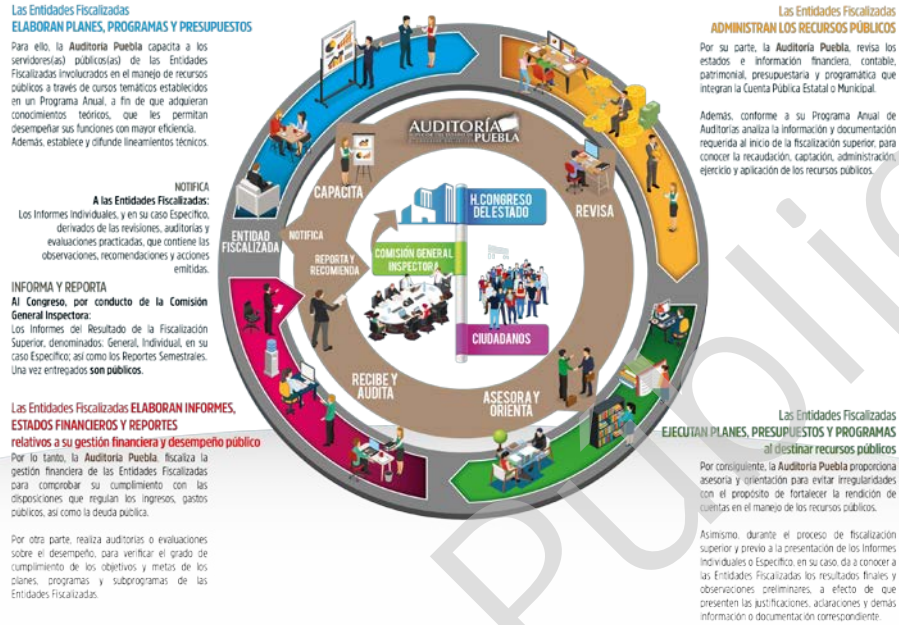 Las Entidades Fiscalizadas
ELABORAN PLANES, PROGRAMAS Y PRESUPUESTOS
Para ello, la Auditoría Puebla capacita a los
servidores(as) públicos(as) de las Entidades
Fiscalizadas involucrados en el manejo de recursos
públicos a través de cursos temáticos establecidos
en un Programa Anual, a fin de que adquieran
conocimientos teóricos, que les permitan
desempeñar sus funciones con mayor eficiencia.
Además, establece y difunde lineamientos técnicos.
NOTIFICA
A las Entidades Fiscalizadas:
Los Informes Individuales, y en su caso Específico,
derivados de las revisiones, auditorías y
evaluaciones practicadas, que contiene las
observaciones, recomendaciones y acciones
emitidas.
INFORMA Y REPORTA
Al Congreso, por conducto de la Comisión
General Inspectora:
Los Informes del Resultado de la Fiscalización
Superior, denominados: General, Individual, en su
caso Específico; así como los Reportes Semestrales.
Una vez entregados son públicos.
Las Entidades Fiscalizadas ELABORAN INFORMES,
ESTADOS FINANCIEROS Y REPORTES
relativos a su gestión financiera y desempeño público
Por lo tanto, la Auditoría Puebla, fiscaliza la
gestión financiera de las Entidades Fiscalizadas
para comprobar su cumplimiento con las
disposiciones que regulan los ingresos, gastos
públicos, así como la deuda pública.
Por otra parte, realiza auditorías o evaluaciones
sobre el desempeño, para verificar el grado de
cumplimiento de los objetivos y metas de los
planes, programas y subprogramas de las
Entidades Fiscalizadas.
AUDITORÍA
PUEBLA
CAPACITA
REVISA
H.CONGRESO
DEL ESTADO
ENTIDAD
FISCALIZADA
NOTIFICA
REPORTA Y
RECOMIENDA
COMISIÓN GENERAL
INSPECTORA
CIUDADANOS
RECIBE Y
AUDITA
ASESORA Y
ORIENTA
Las Entidades Fiscalizadas
ADMINISTRAN LOS RECURSOS PÚBLICOS
Por su parte, la Auditoría Puebla, revisa los
estados e información financiera, contable,
patrimonial, presupuestaria y programática que
integran la Cuenta Pública Estatal o Municipal.
Además, conforme a su Programa Anual de
Auditorías analiza la información y documentación
requerida al inicio de la fiscalización superior, para
conocer la recaudación, captación, administración,
ejercicio y aplicación de los recursos públicos.
Las Entidades Fiscalizadas
EJECUTAN PLANES, PRESUPUESTOS Y PROGRAMAS
al destinar recursos públicos
Por consiguiente, la Auditoría Puebla proporciona
asesoría y orientación para evitar irregularidades
con el propósito de fortalecer la rendición de
cuentas en el manejo de los recursos públicos.
Asimismo, durante el proceso de fiscalización
superior y previo a la presentación de los Informes
Individuales o Específico, en su caso, da a conocer a
las Entidades Fiscalizadas los resultados finales y
observaciones preliminares, a efecto de que
presenten las justificaciones, aclaraciones y demás
información o documentación correspondiente.
Públic